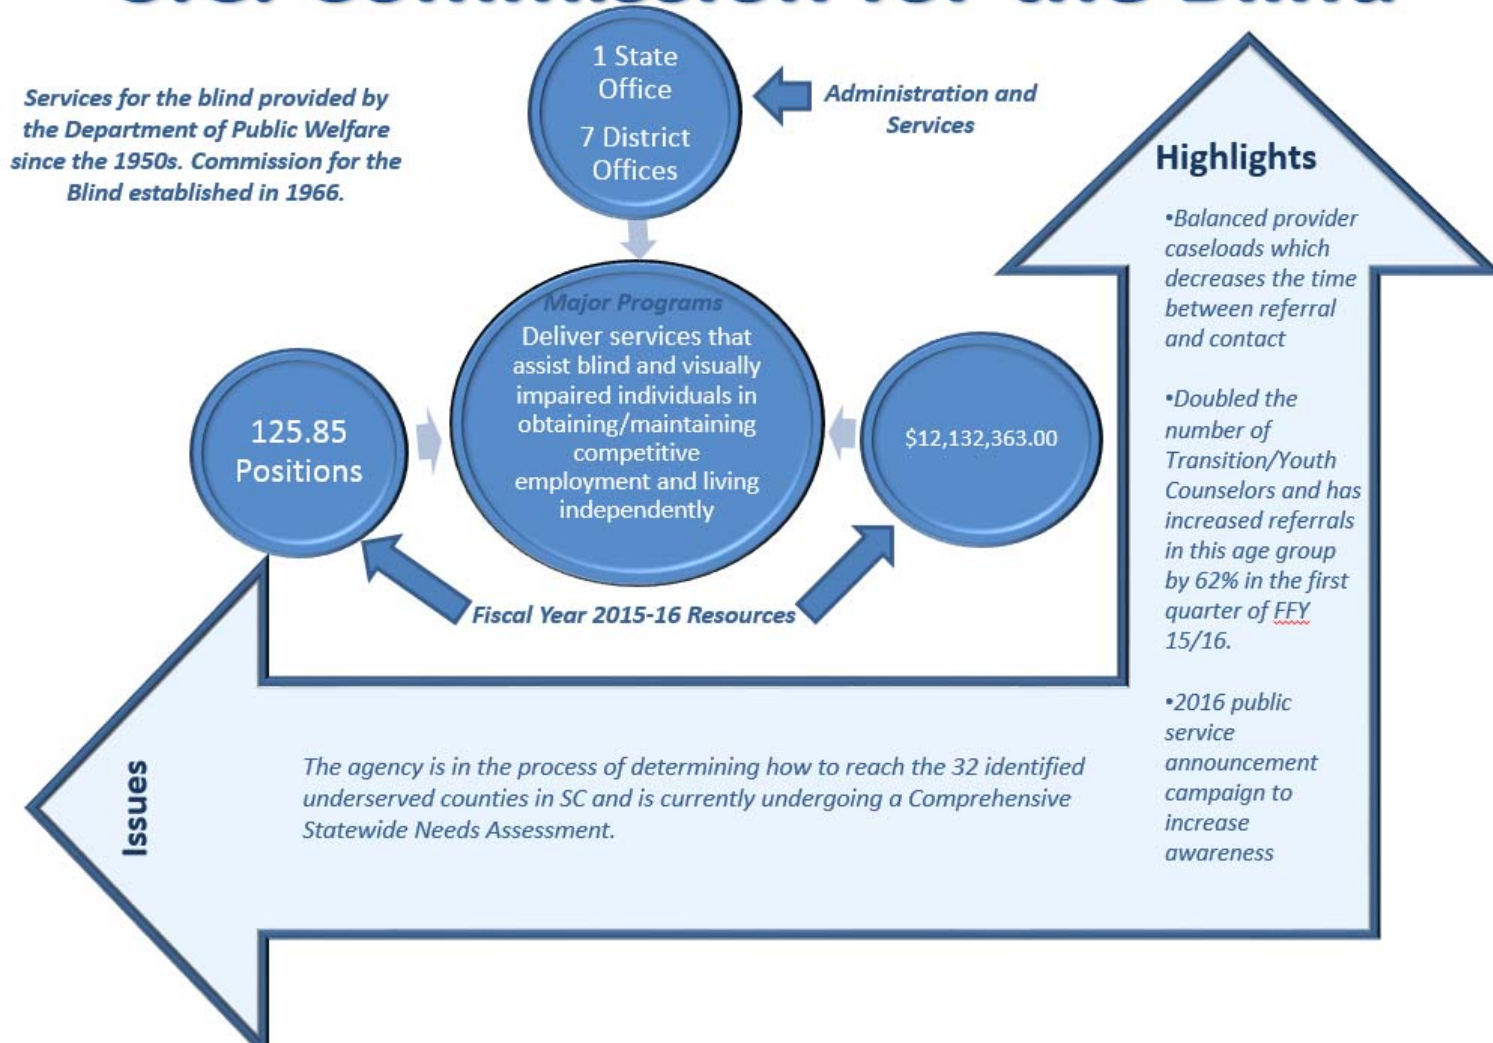 S.C. Commission for the Blind
Services for the blind provided by
the Department of Public Welfare
since the 1950s. Commission for the
Blind established in 1966.
1 State
Office
7 District
Offices
Administration and
Services
Major Programs
Deliver services that
assist blind and visually
impaired individuals in
obtaining/maintaining
competitive
employment and living
independently
125.85
Positions
$12,132,363.00
Fiscal Year 2015-16 Resources
Highlights
•Balanced provider
caseloads which
decreases the time
between referral
and contact
•Doubled the
number of
Transition/Youth
Counselors and has
increased referrals
in this age group
by 62% in the first
quarter of FFY
15/16.
•2016 public
service
announcement
campaign to
increase
awareness
Issues
The agency is in the process of determining how to reach the 32 identified
underserved counties in SC and is currently undergoing a Comprehensive
Statewide Needs Assessment.